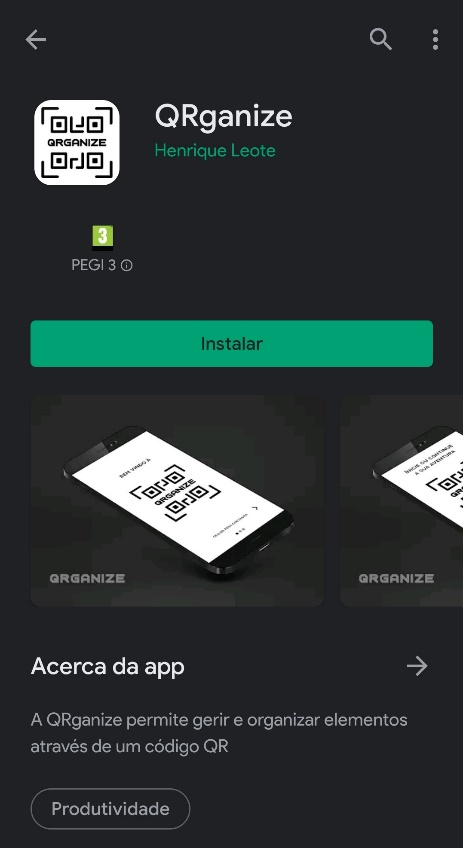 QRganize
Henrique Leote
QRGANIZE
3
PEGI 3
Instalar
BEM VINDO À
QRGANIZE
QRGANIZE
INICIE OU CONTINUE
A SUA AVENTURA
QRGANIZE
Acerca da app
A QRganize permite gerir e organizar elementos
através de um código QR
Produtividade